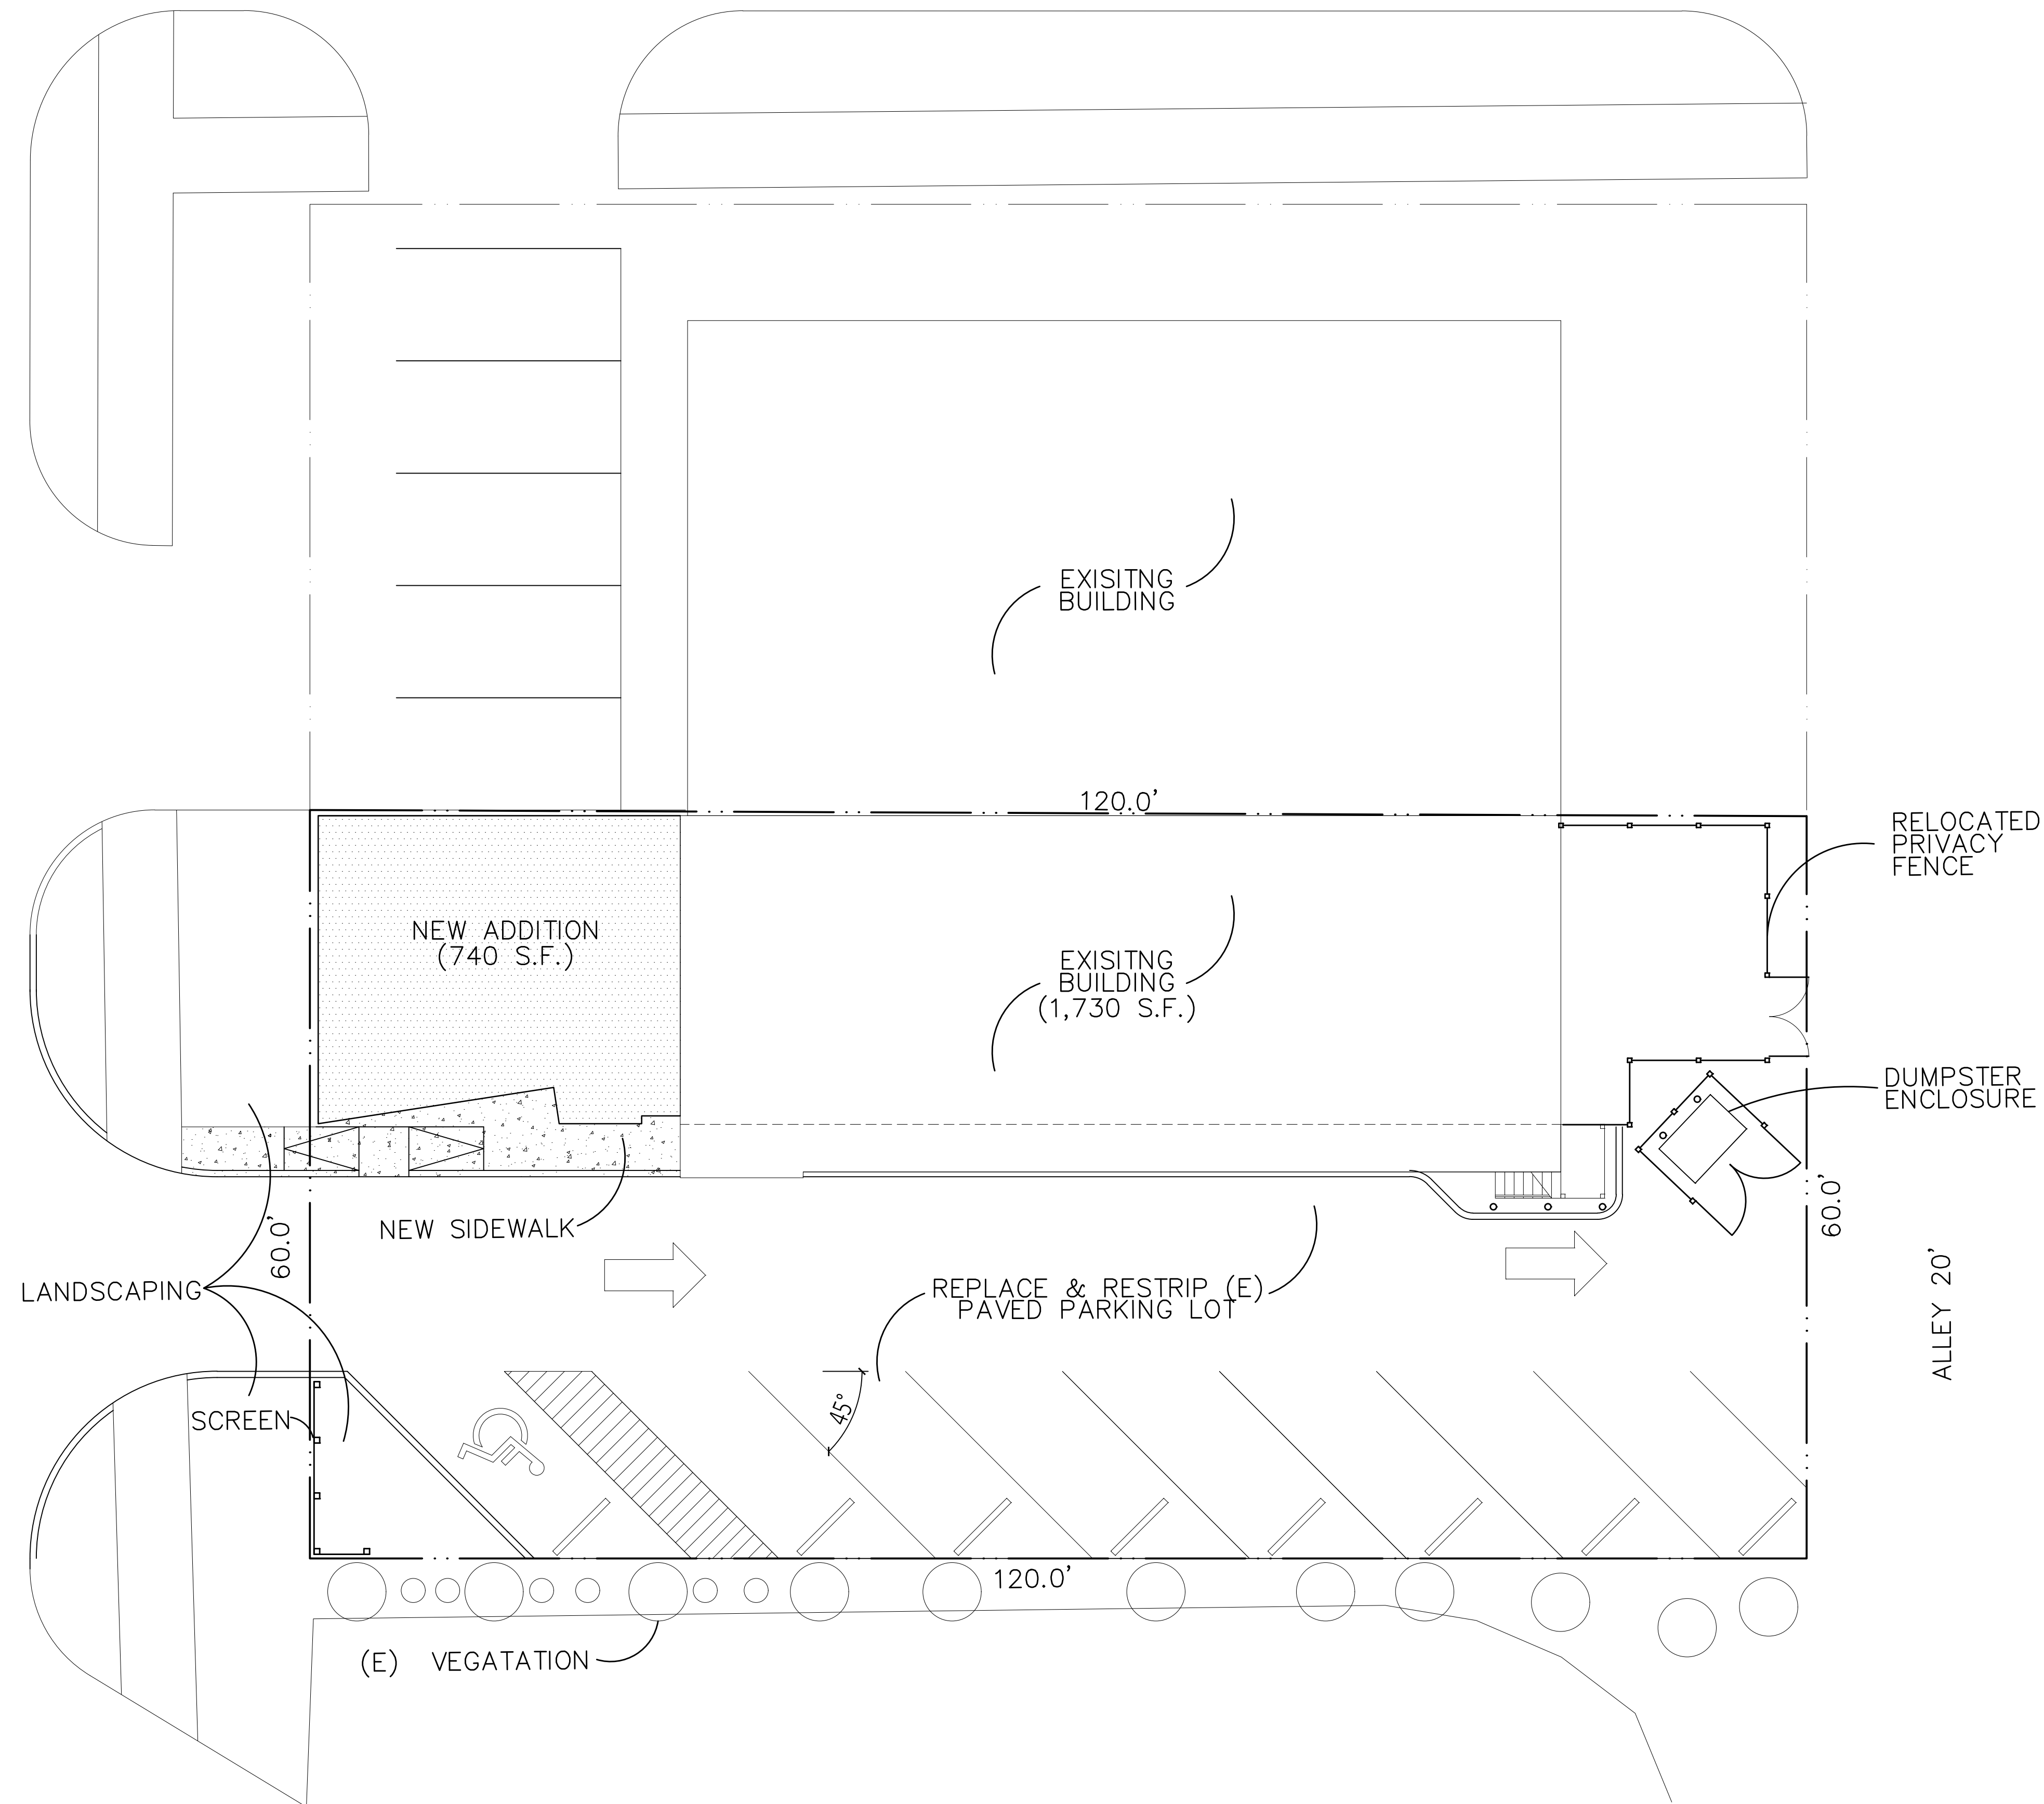 EXISITNG
BUILDING
120.0'
RELOCATED
PRIVACY
FENCE
NEW ADDITION
(740 S.F.)
EXISITNG
BUILDING
(1,730 S.F.)
DUMPSTER
ENCLOSURE
NEW SIDEWALK
60.0'
60.0'
LANDSCAPING
REPLACE & RESTRIP (E)
PAVED PARKING LOT
ALLEY 20'
SCREEN
45°
120.0'
(E) VEGATATION